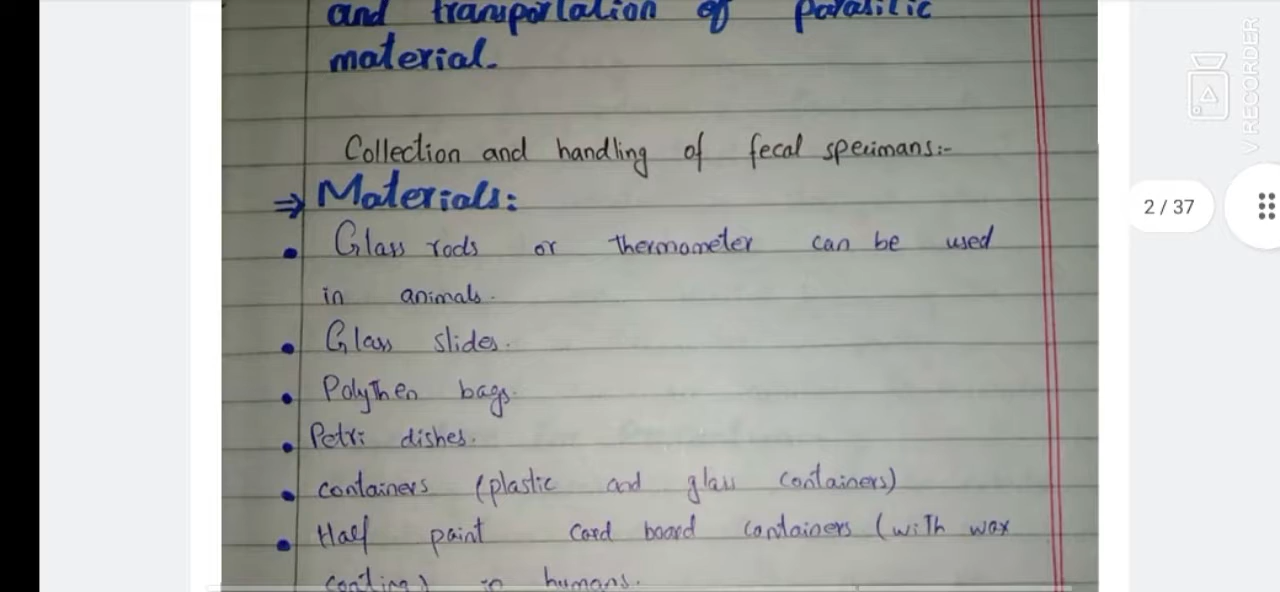 and transportation of parasitic
material.
Collection and handling of fecal specimans:-
⇒ Materials:
• Glass rods or thermometer can be used
in animals.
• Glass slides.
• Polythen bags.
• Petri dishes.
• containers (plastic and glass containers)
• Half paint card board containers (with wax
coating) in humans.
2 / 37
V RECORDER